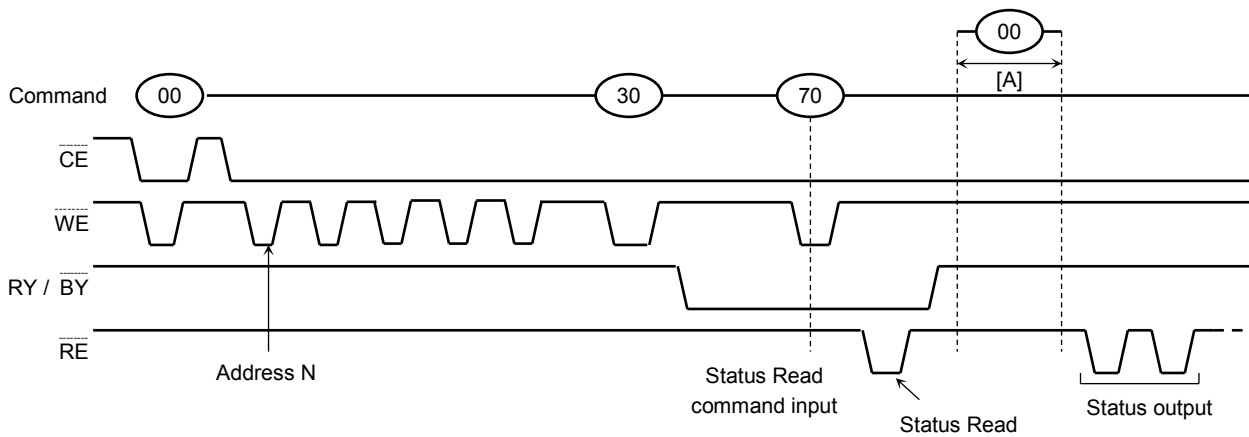 00
[A]
Command 00 30 70
CE
WE
RY / BY
RE
Address N
Status Read
command input
Status Read
Status output